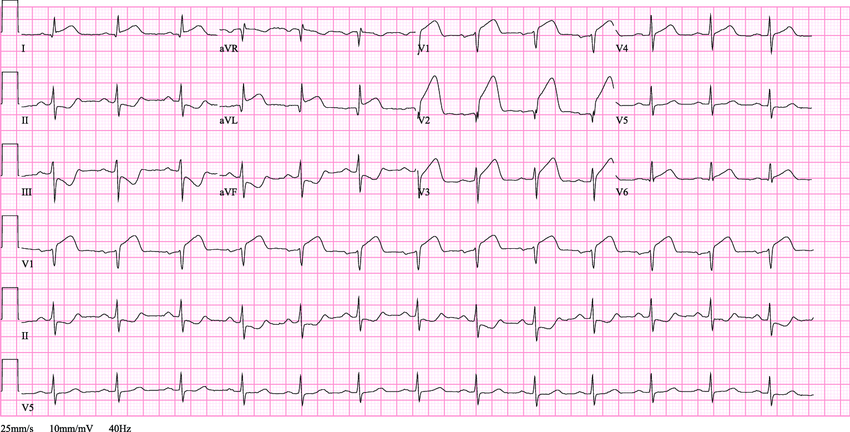 I aVR V1 V4
II aVL V2 V5
III aVF V3 V6
V1
II
V5
25mm/s 10mm/mV 40Hz